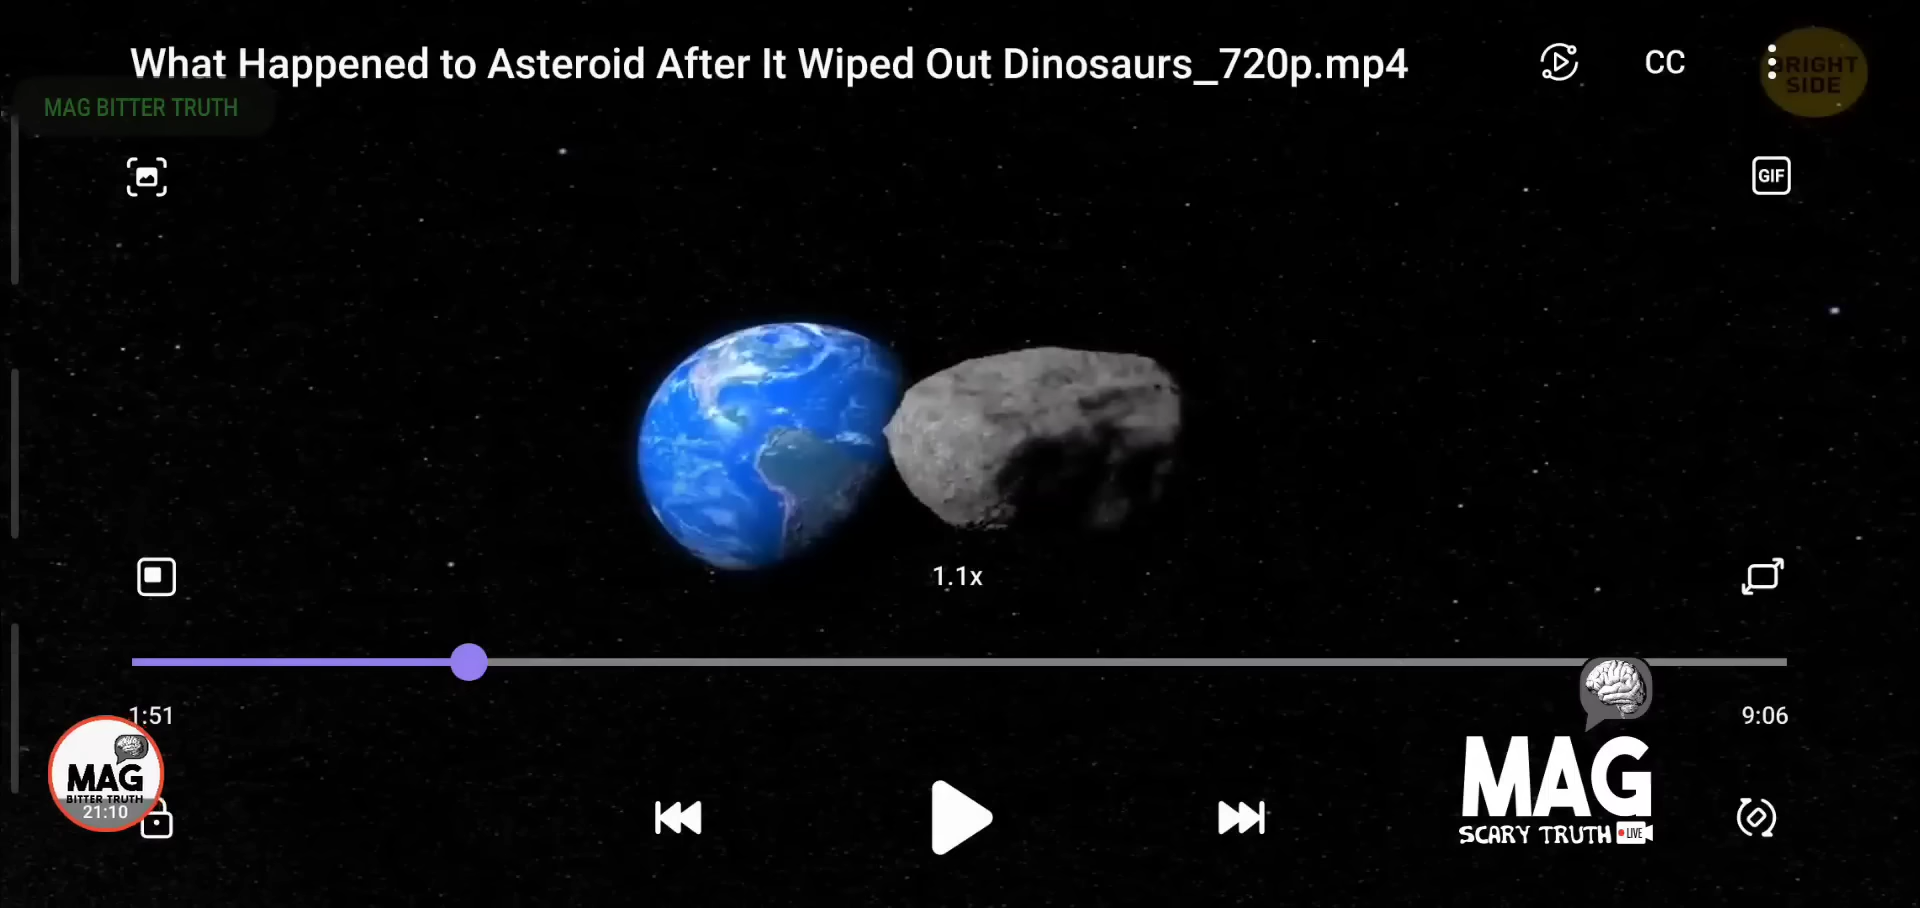 What Happened to Asteroid After It Wiped Out Dinosaurs_720p.mp4
CC
BRIGHT
SIDE
MAG BITTER TRUTH
GIF
1.1x
1:51
9:06
MAG
BITTER TRUTH
21:10
MAG
SCARY TRUTH LIVE